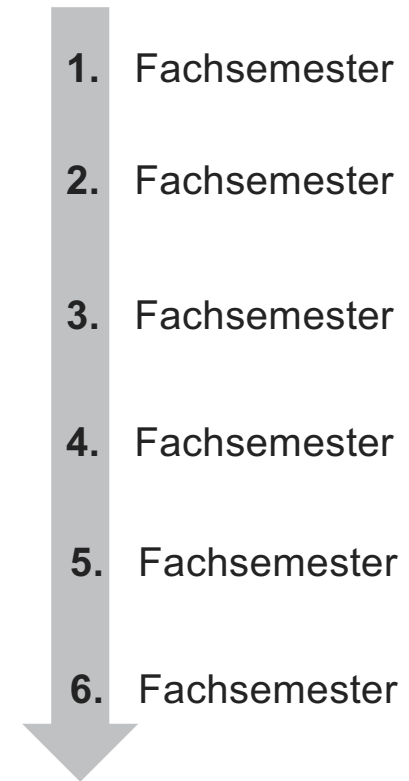 1. Fachsemester
2. Fachsemester
3. Fachsemester
4. Fachsemester
5. Fachsemester
6. Fachsemester